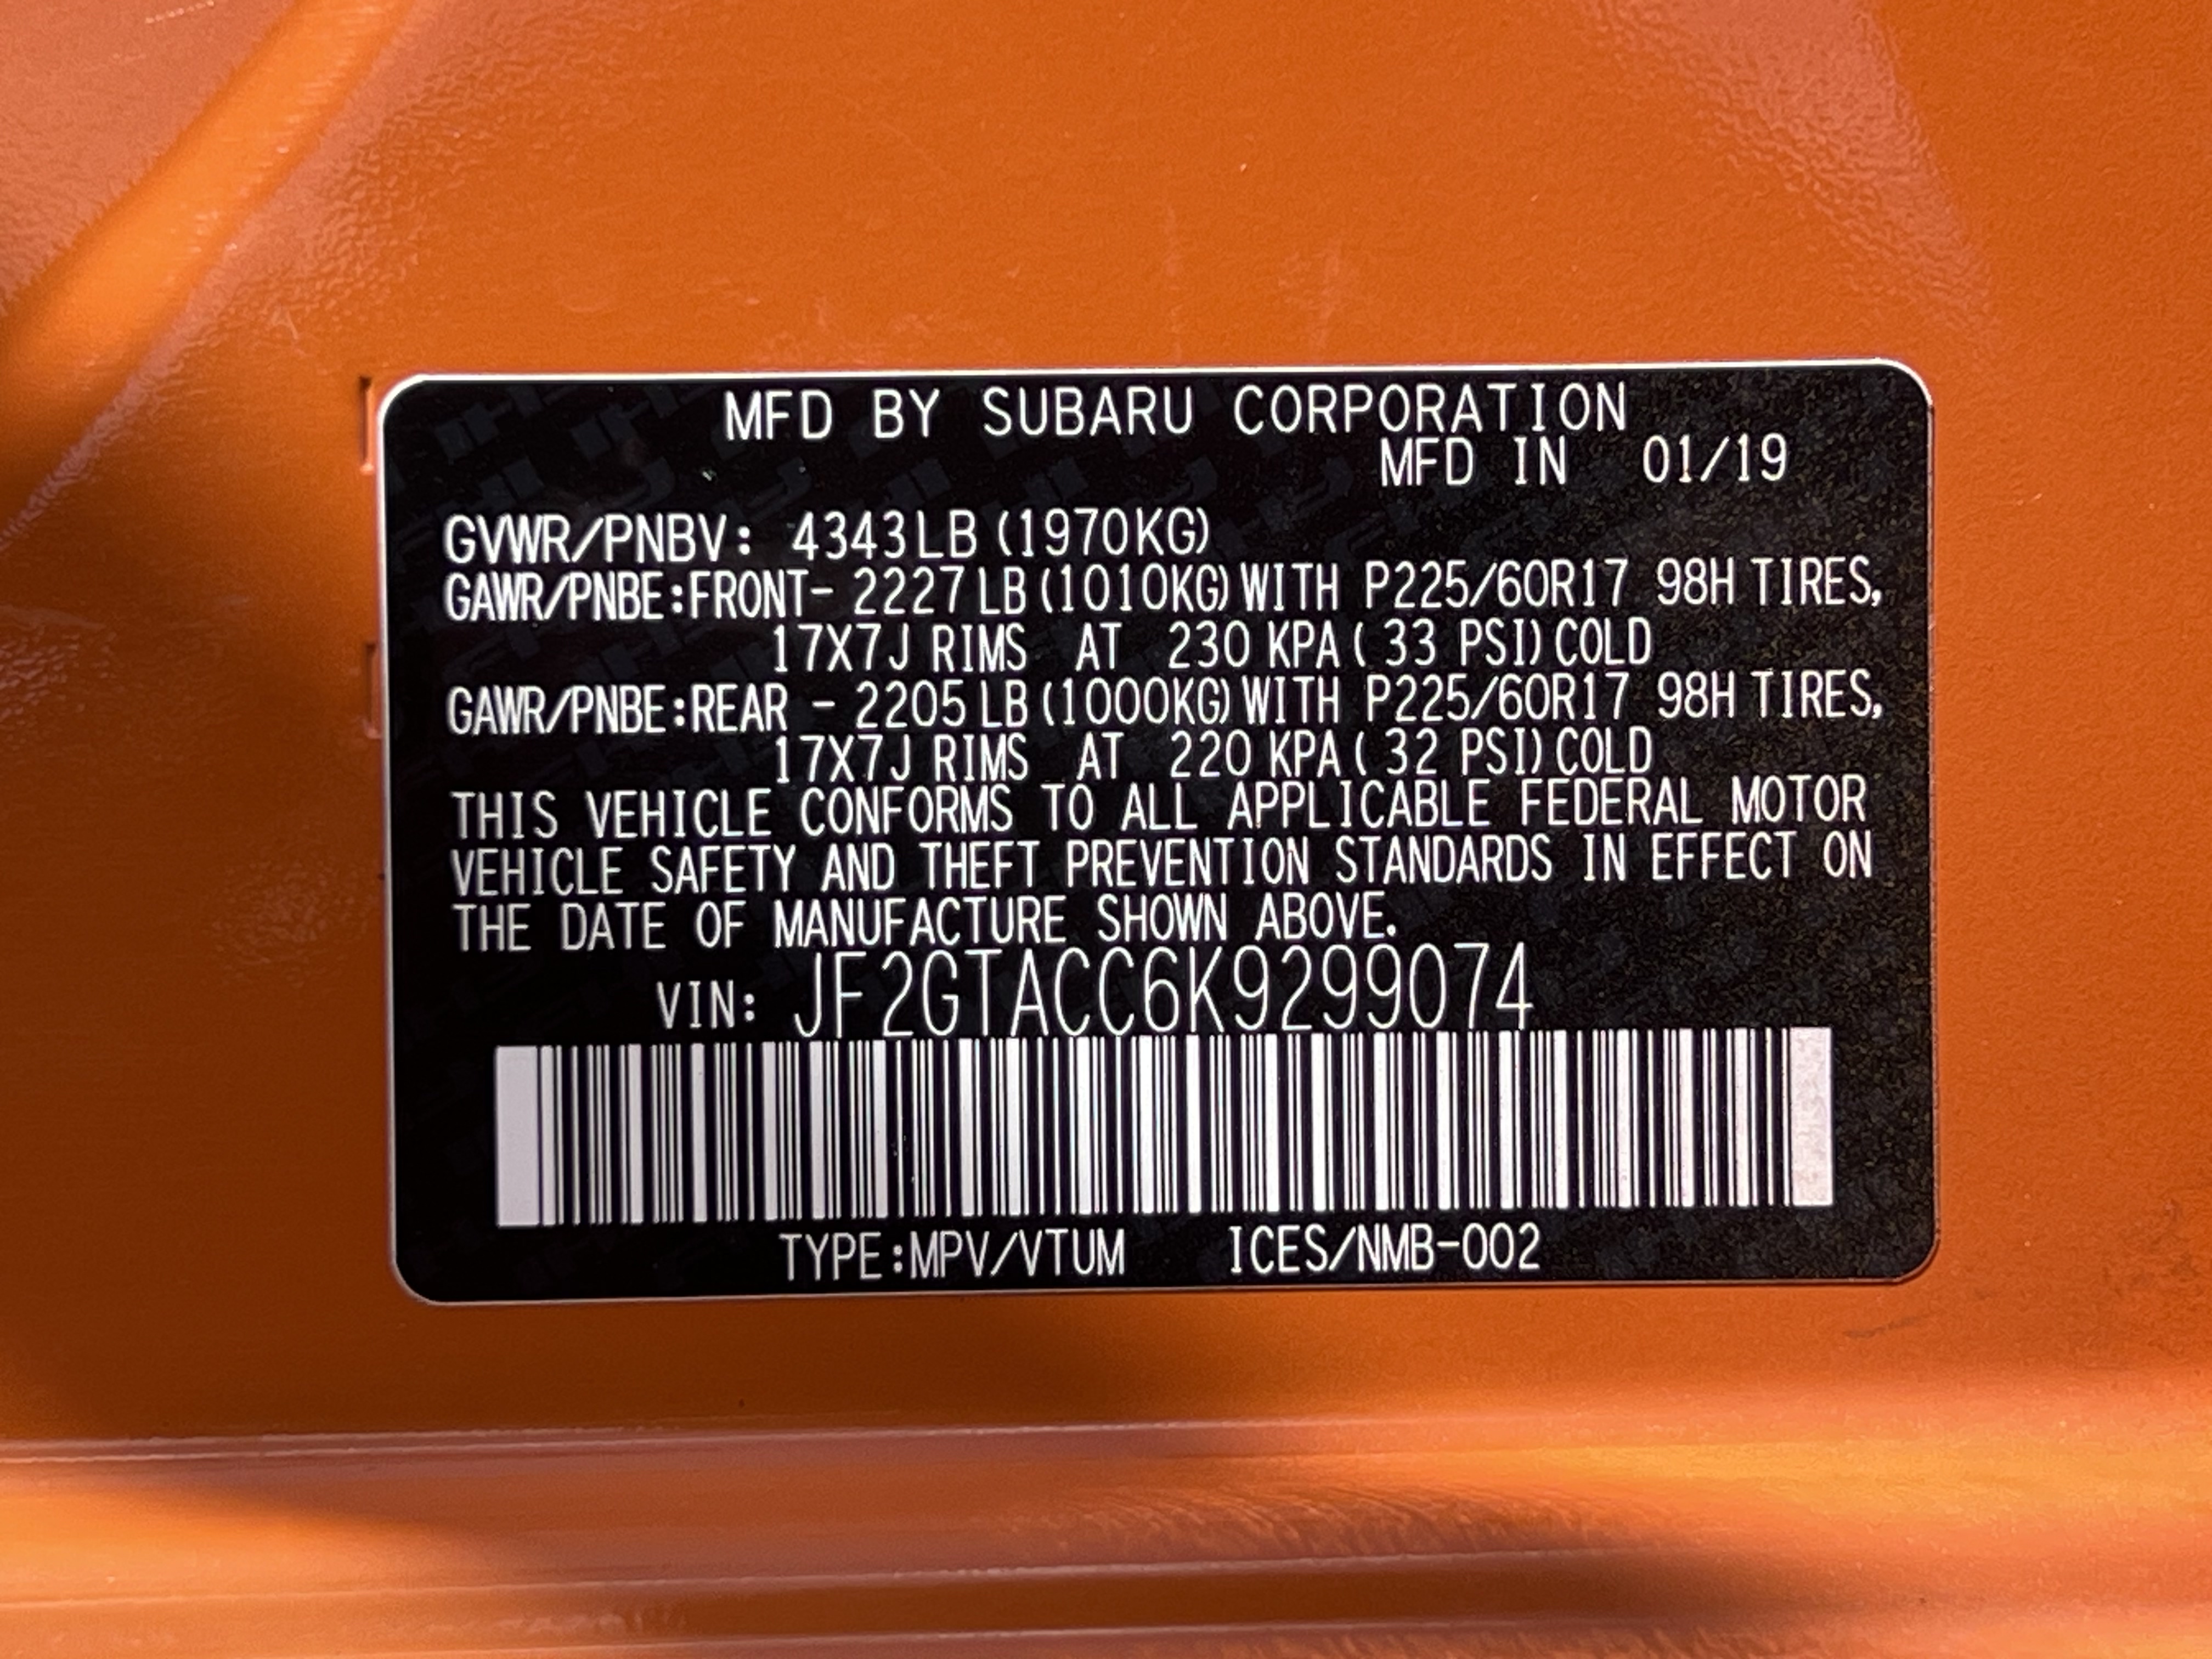 MFD BY SUBARU CORPORATION
MFD IN 01/19
GVWR/PNBV: 4343LB (1970KG)
GAWR/PNBE:FRONT- 2227LB(1010KG)WITH P225/60R17 98H TIRES,
17X7J RIMS AT 230 KPA( 33 PSI)COLD
GAWR/PNBE:REAR - 2205LB(1000KG)WITH P225/60R17 98H TIRES,
17X7J RIMS AT 220 KPA( 32 PSI)COLD
THIS VEHICLE CONFORMS TO ALL APPLICABLE FEDERAL MOTOR
VEHICLE SAFETY AND THEFT PREVENTION STANDARDS IN EFFECT ON
THE DATE OF MANUFACTURE SHOWN ABOVE.
VIN: JF2GTACC6K9299074
TYPE:MPV/VTUM ICES/NMB-002